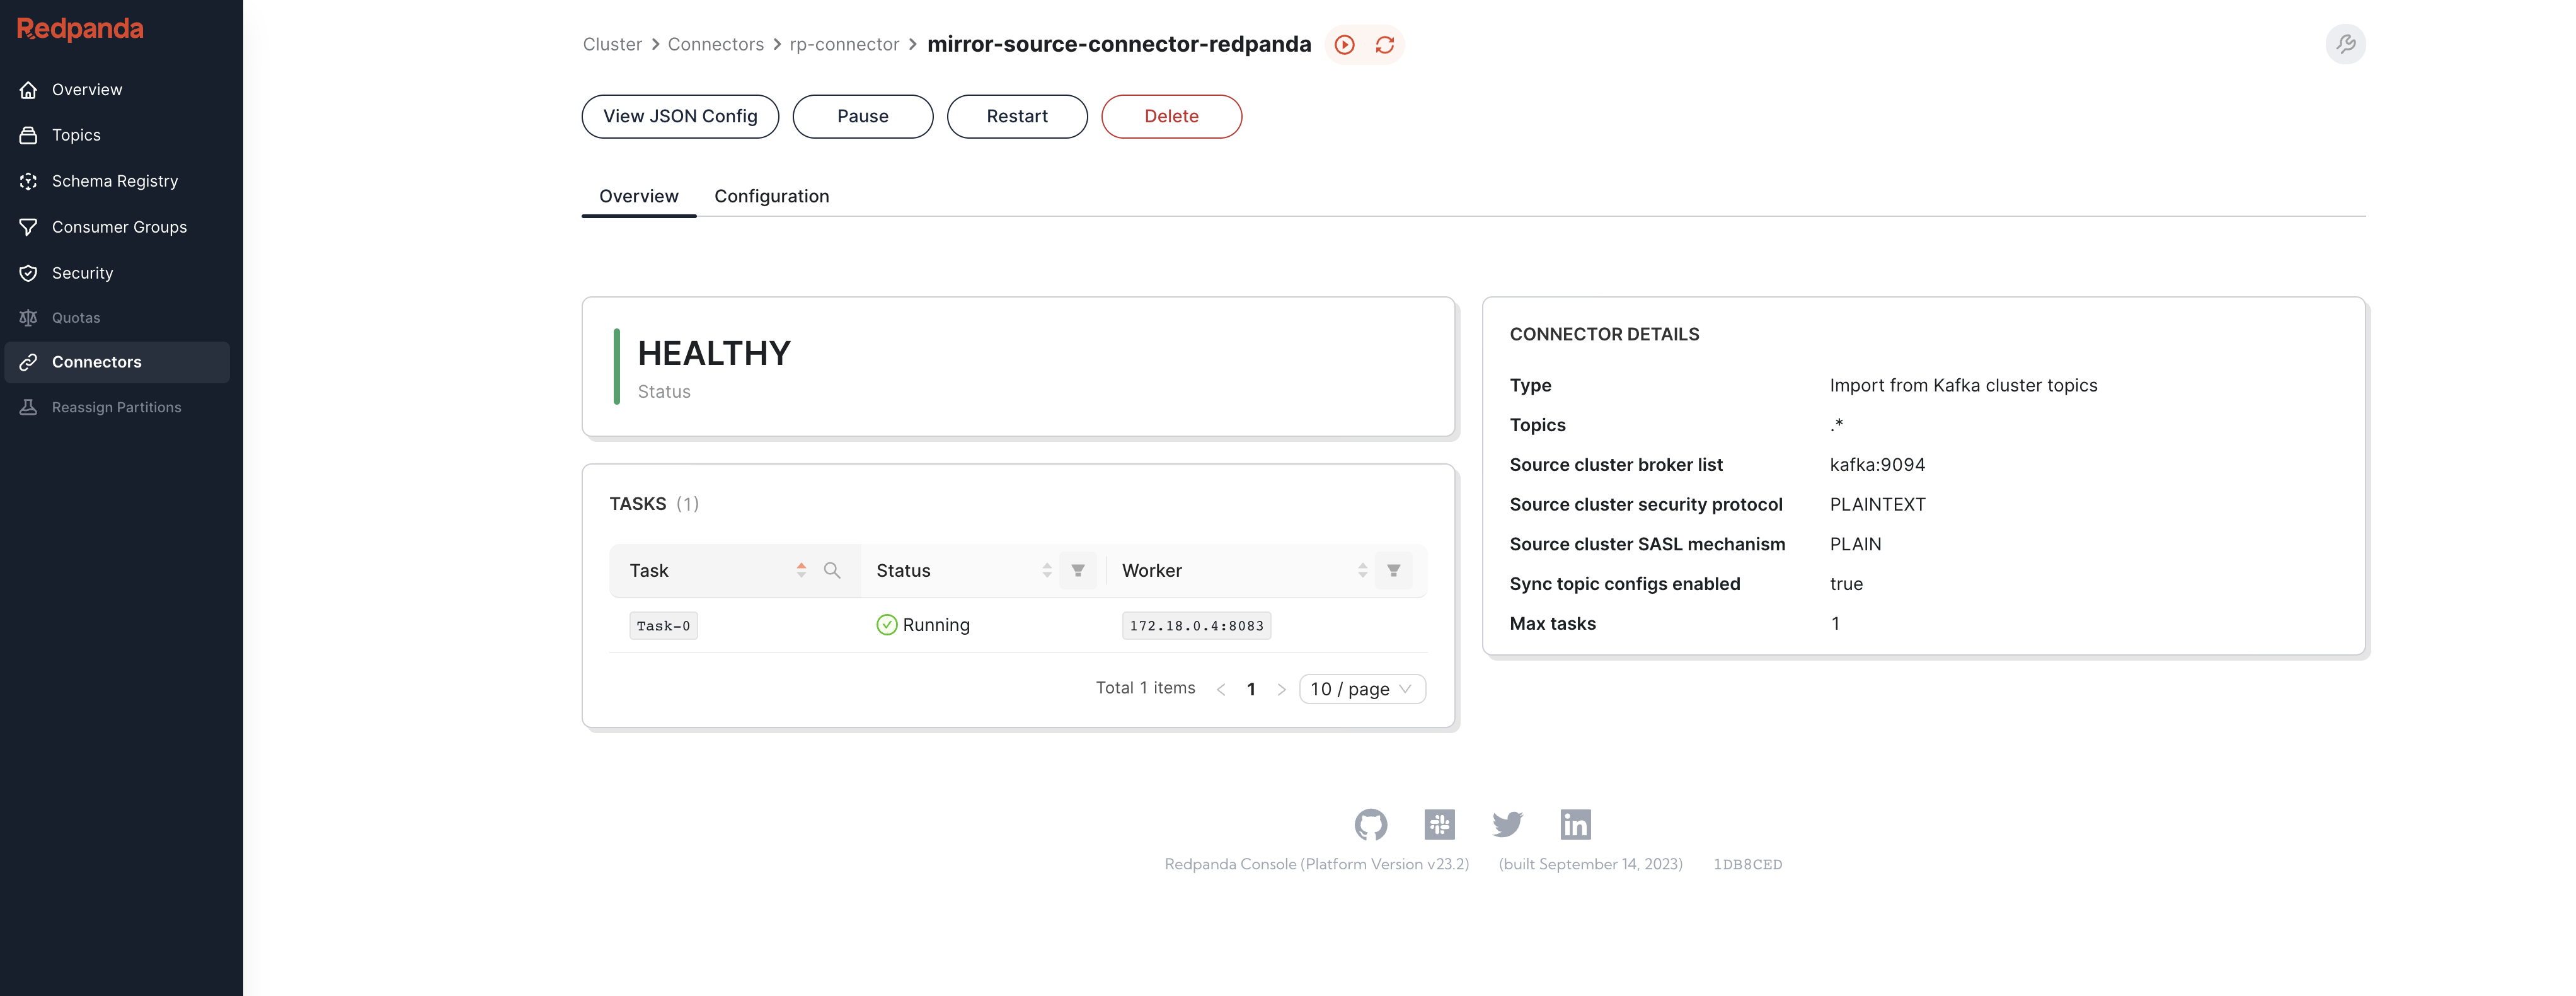 Redpanda
Overview
Topics
Schema Registry
Consumer Groups
Security
Quotas
Connectors
Reassign Partitions
Cluster > Connectors > rp-connector > mirror-source-connector-redpanda
View JSON Config Pause Restart Delete
Overview Configuration
HEALTHY
Status
TASKS (1)
Task Status Worker
Task-0 Running 172.18.0.4:8083
Total 1 items < 1 > 10 / page
CONNECTOR DETAILS
Type Import from Kafka cluster topics
Topics .*
Source cluster broker list kafka:9094
Source cluster security protocol PLAINTEXT
Source cluster SASL mechanism PLAIN
Sync topic configs enabled true
Max tasks 1
in
Redpanda Console (Platform Version v23.2) (built September 14, 2023) 1DB8CED